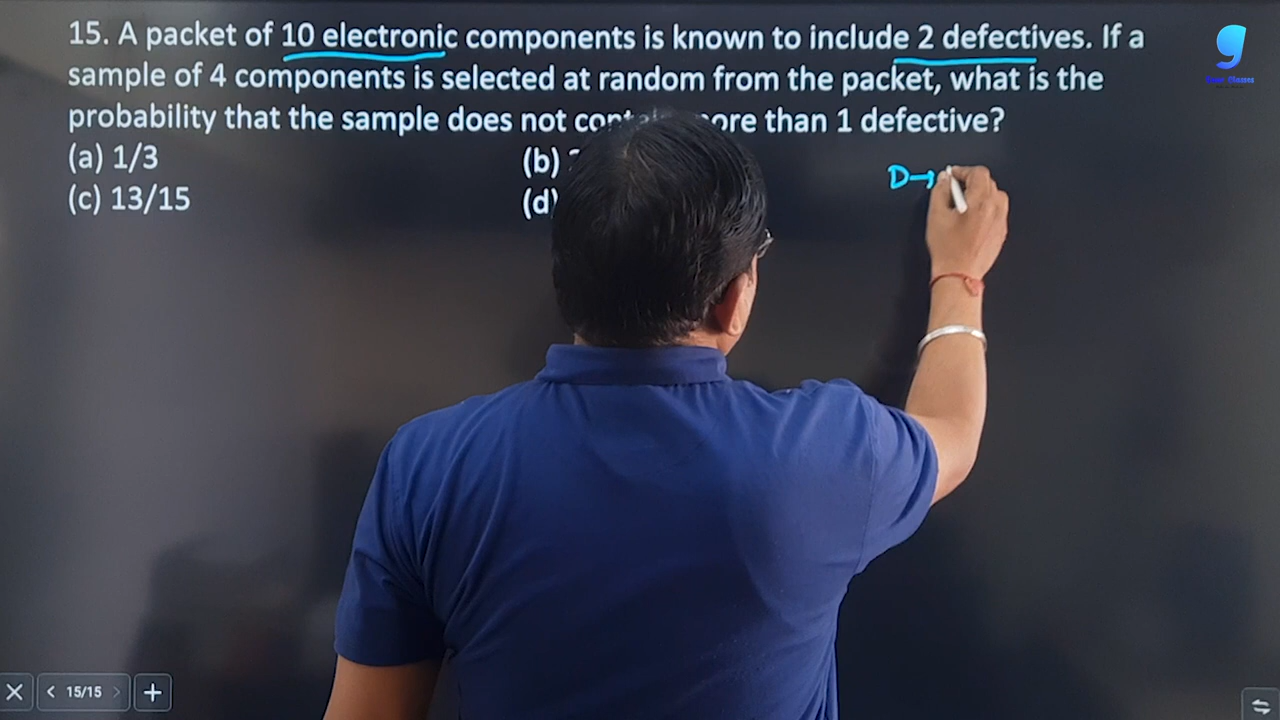 15. A packet of 10 electronic components is known to include 2 defectives. If a
sample of 4 components is selected at random from the packet, what is the
probability that the sample does not more than 1 defective?
(a) 1/3 (b)
(c) 13/15 (d)
D→
15/15